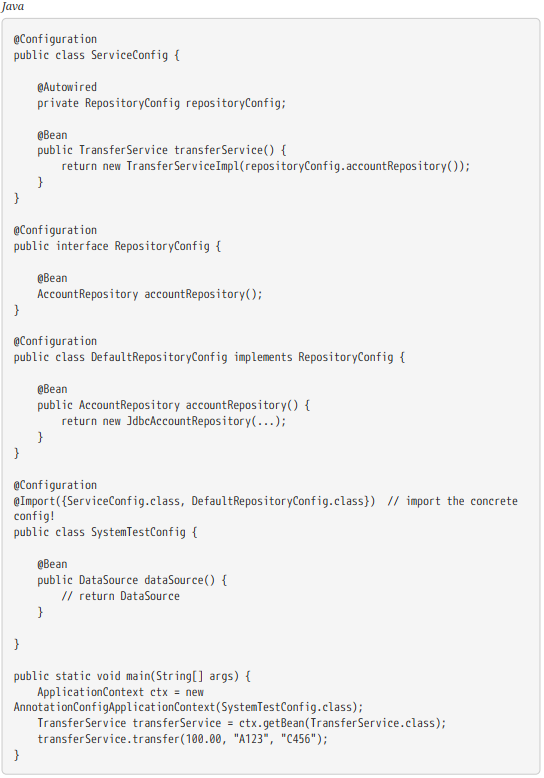 Java
@Configuration
public class ServiceConfig {
    @Autowired
    private RepositoryConfig repositoryConfig;
    @Bean
    public TransferService transferService() {
        return new TransferServiceImpl(repositoryConfig.accountRepository());
    }
}
@Configuration
public interface RepositoryConfig {
    @Bean
    AccountRepository accountRepository();
}
@Configuration
public class DefaultRepositoryConfig implements RepositoryConfig {
    @Bean
    public AccountRepository accountRepository() {
        return new JdbcAccountRepository(...);
    }
}
@Configuration
@Import({ServiceConfig.class, DefaultRepositoryConfig.class})  // import the concrete
config!
public class SystemTestConfig {
    @Bean
    public DataSource dataSource() {
        // return DataSource
    }
}
public static void main(String[] args) {
    ApplicationContext ctx = new
AnnotationConfigApplicationContext(SystemTestConfig.class);
    TransferService transferService = ctx.getBean(TransferService.class);
    transferService.transfer(100.00, "A123", "C456");
}